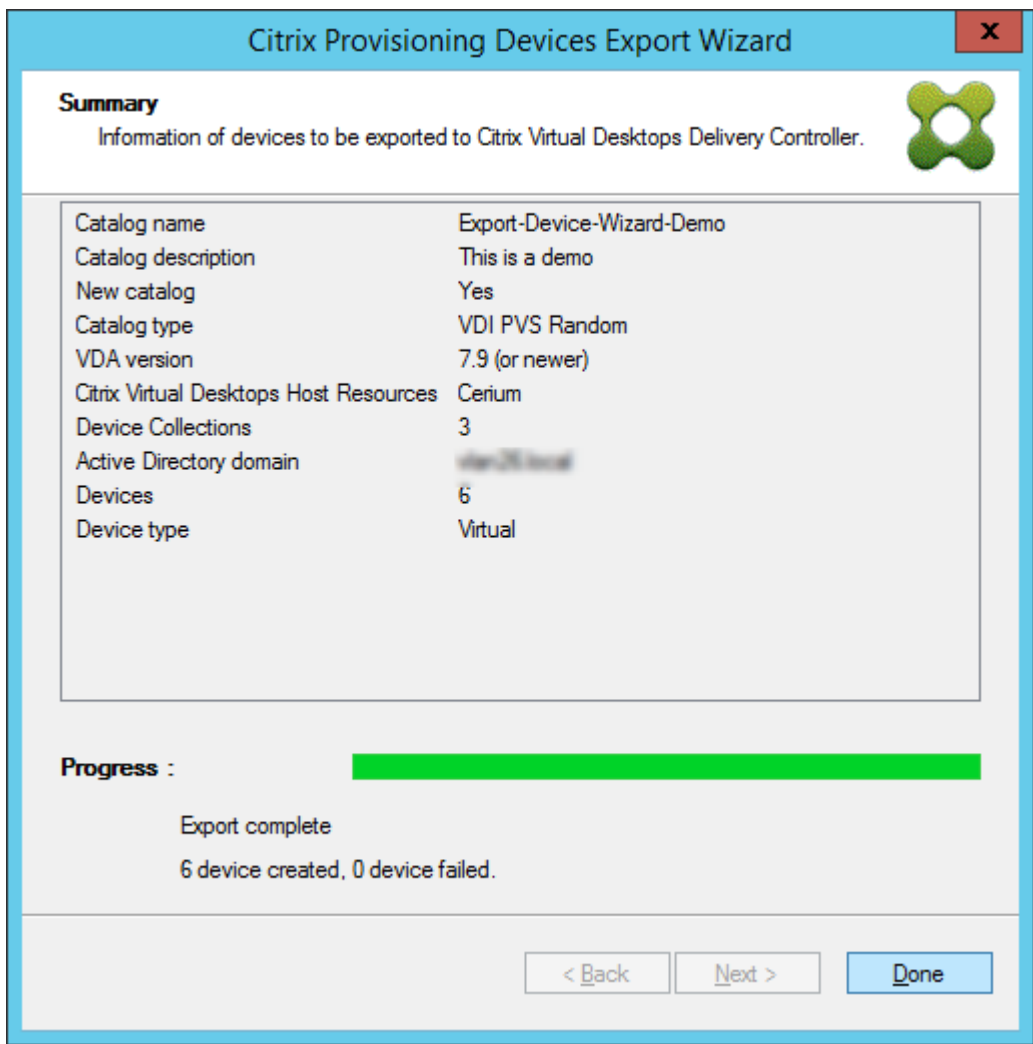 Citrix Provisioning Devices Export Wizard
x
Summary
Information of devices to be exported to Citrix Virtual Desktops Delivery Controller.
Catalog name Export-Device-Wizard-Demo
Catalog description This is a demo
New catalog Yes
Catalog type VDI PVS Random
VDA version 7.9 (or newer)
Citrix Virtual Desktops Host Resources Cerium
Device Collections 3
Active Directory domain
Devices 6
Device type Virtual
Progress :
Export complete
6 device created, 0 device failed.
< Back Next > Done